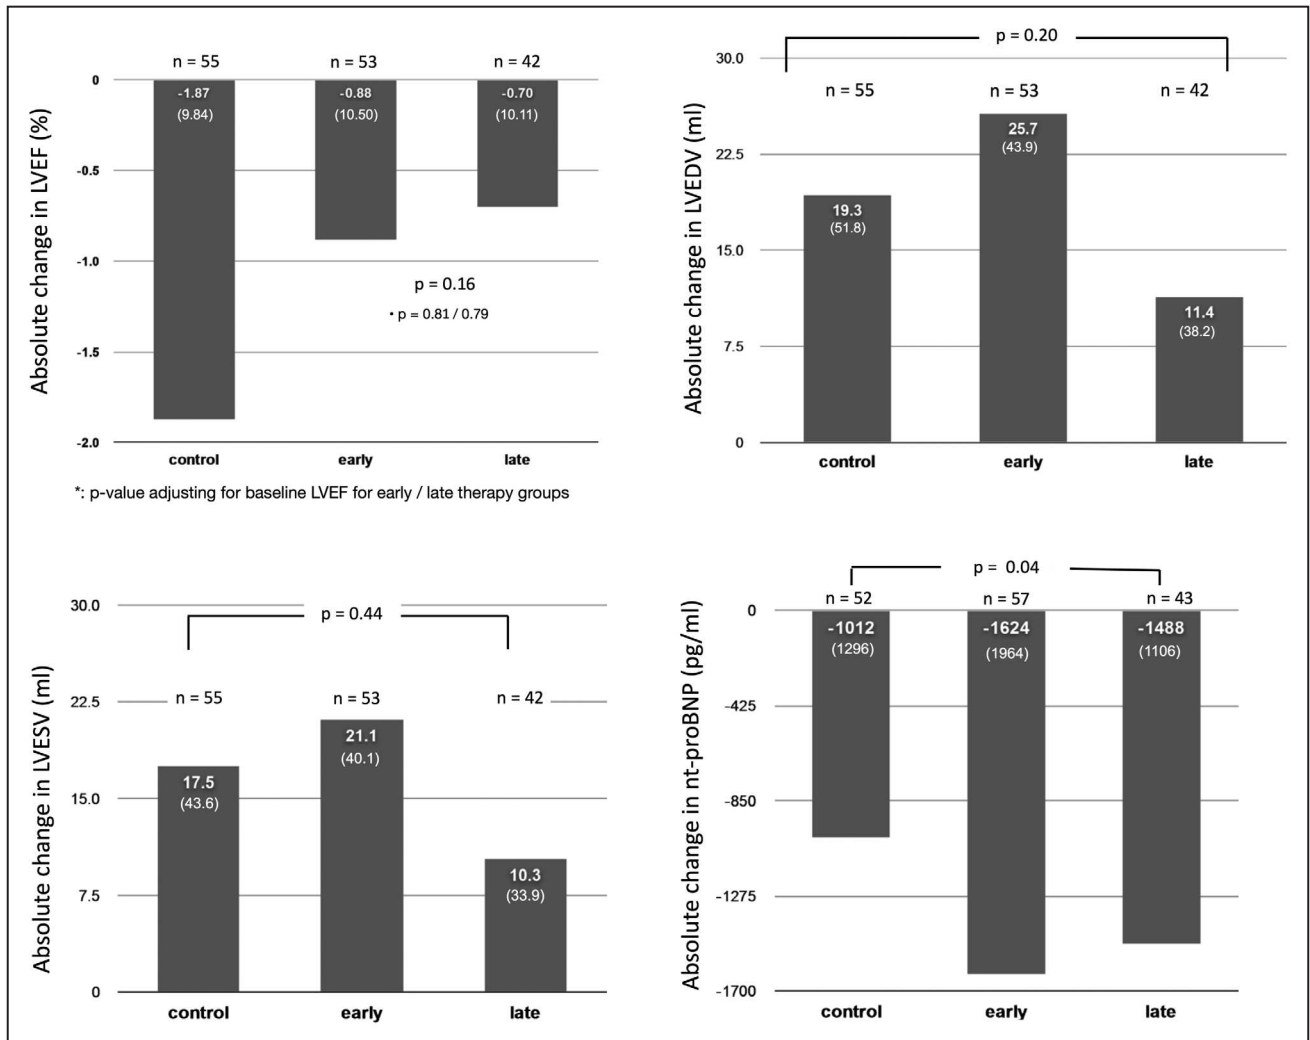 Absolute change in LVEF (%)
n = 55 n = 53 n = 42
0
-0.5
-1.0
-1.5
-2.0
-1.87
(9.84)
-0.88
(10.50)
-0.70
(10.11)
p = 0.16
• p = 0.81 / 0.79
control early late
*: p-value adjusting for baseline LVEF for early / late therapy groups
Absolute change in LVEDV (ml)
p = 0.20
30.0
22.5
15.0
7.5
0
n = 55 n = 53 n = 42
19.3
(51.8)
25.7
(43.9)
11.4
(38.2)
control early late
Absolute change in LVESV (ml)
30.0
22.5
15.0
7.5
0
p = 0.44
n = 55 n = 53 n = 42
17.5
(43.6)
21.1
(40.1)
10.3
(33.9)
control early late
Absolute change in nt-proBNP (pg/ml)
p = 0.04
n = 52 n = 57 n = 43
0
-425
-850
-1275
-1700
-1012
(1296)
-1624
(1964)
-1488
(1106)
control early late